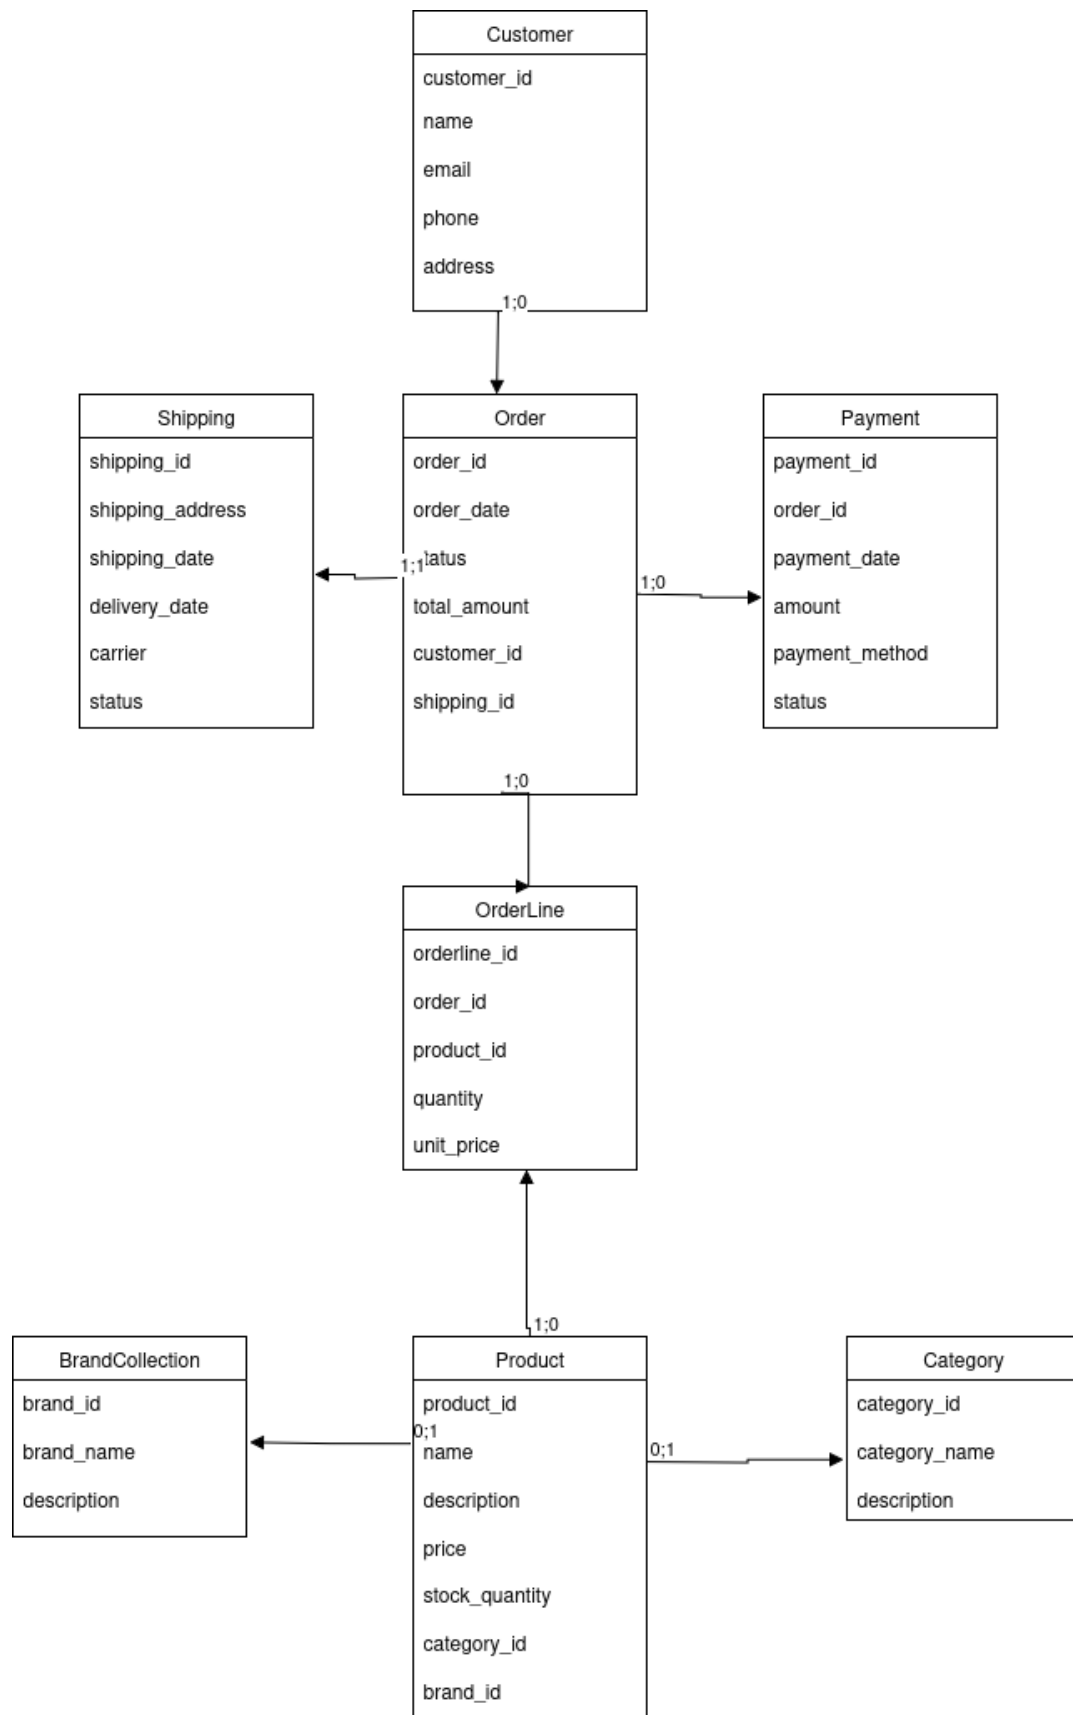 Customer
customer_id
name
email
phone
address
1;0
Shipping
shipping_id
shipping_address
shipping_date
delivery_date
carrier
status
Order
order_id
order_date
tatus
1;1
total_amount
customer_id
shipping_id
1;0
1;0
Payment
payment_id
order_id
payment_date
amount
payment_method
status
OrderLine
orderline_id
order_id
product_id
quantity
unit_price
1;0
BrandCollection
brand_id
brand_name
description
Product
product_id
0;1
name
description
price
stock_quantity
category_id
brand_id
0;1
Category
category_id
category_name
description